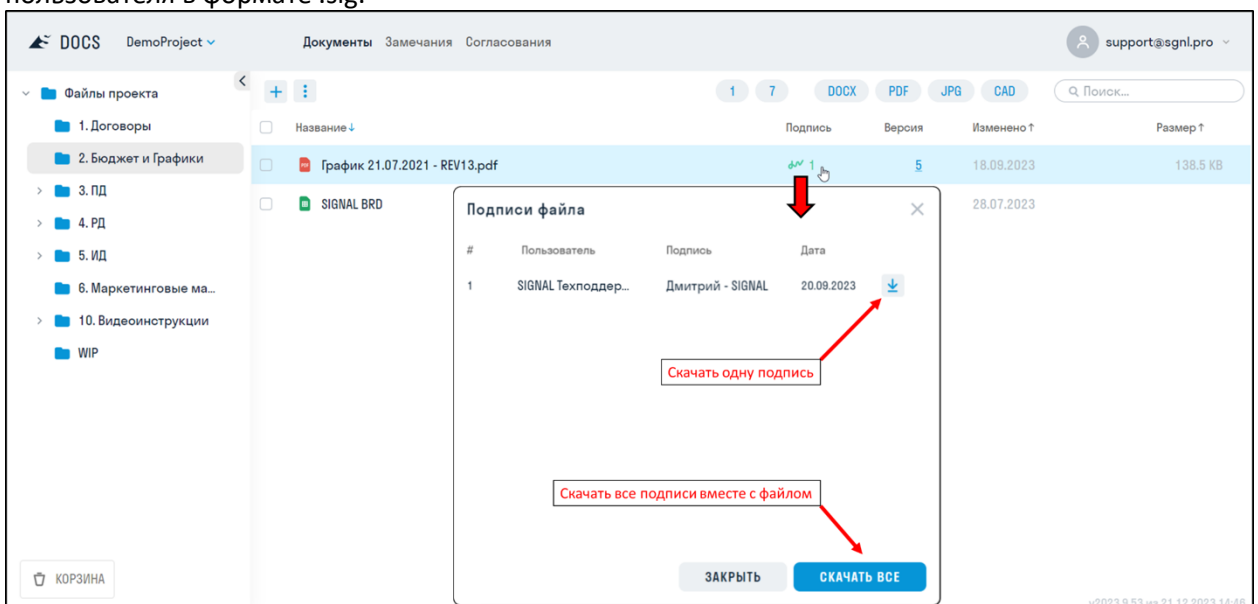 пользователя в формате .sig.
DOCS DemoProject Документы Замечания Согласования support@sgnl.pro
Файлы проекта 1 7 DOCX PDF JPG CAD Поиск...
1. Договоры Название↓ Подпись Версия Изменено↑ Размер↑
2. Бюджет и Графики График 21.07.2021 - REV13.pdf 1 5 18.09.2023 138.5 KB
3. ПД SIGNAL BRD 28.07.2023
4. РД
5. ИД
6. Маркетинговые ма...
10. Видеоинструкции
WIP
Подписи файла
# Пользователь Подпись Дата
1 SIGNAL Техподдер... Дмитрий - SIGNAL 20.09.2023
Скачать одну подпись
Скачать все подписи вместе с файлом
ЗАКРЫТЬ СКАЧАТЬ ВСЕ
КОРЗИНА